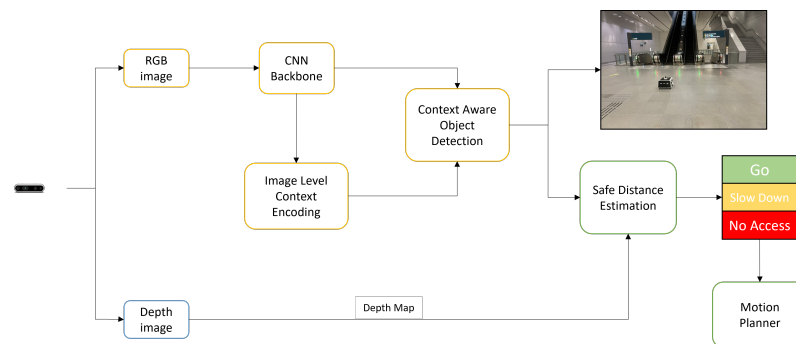 RGB
image
CNN
Backbone
Context Aware
Object
Detection
Image Level
Context
Encoding
Safe Distance
Estimation
Go
Slow Down
No Access
Depth
image
Depth Map
Motion
Planner